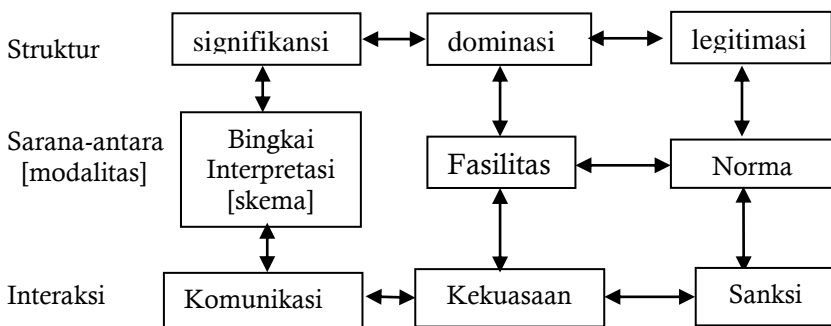 Struktur
signifikansi
dominasi
legitimasi
Sarana-antara
[modalitas]
Bingkai
Interpretasi
[skema]
Fasilitas
Norma
Interaksi
Komunikasi
Kekuasaan
Sanksi